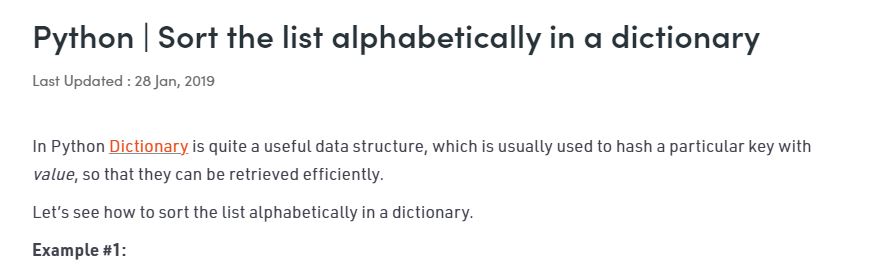 Python | Sort the list alphabetically in a dictionary
Last Updated : 28 Jan, 2019
In Python Dictionary is quite a useful data structure, which is usually used to hash a particular key with
value, so that they can be retrieved efficiently.
Let's see how to sort the list alphabetically in a dictionary.
Example #1: